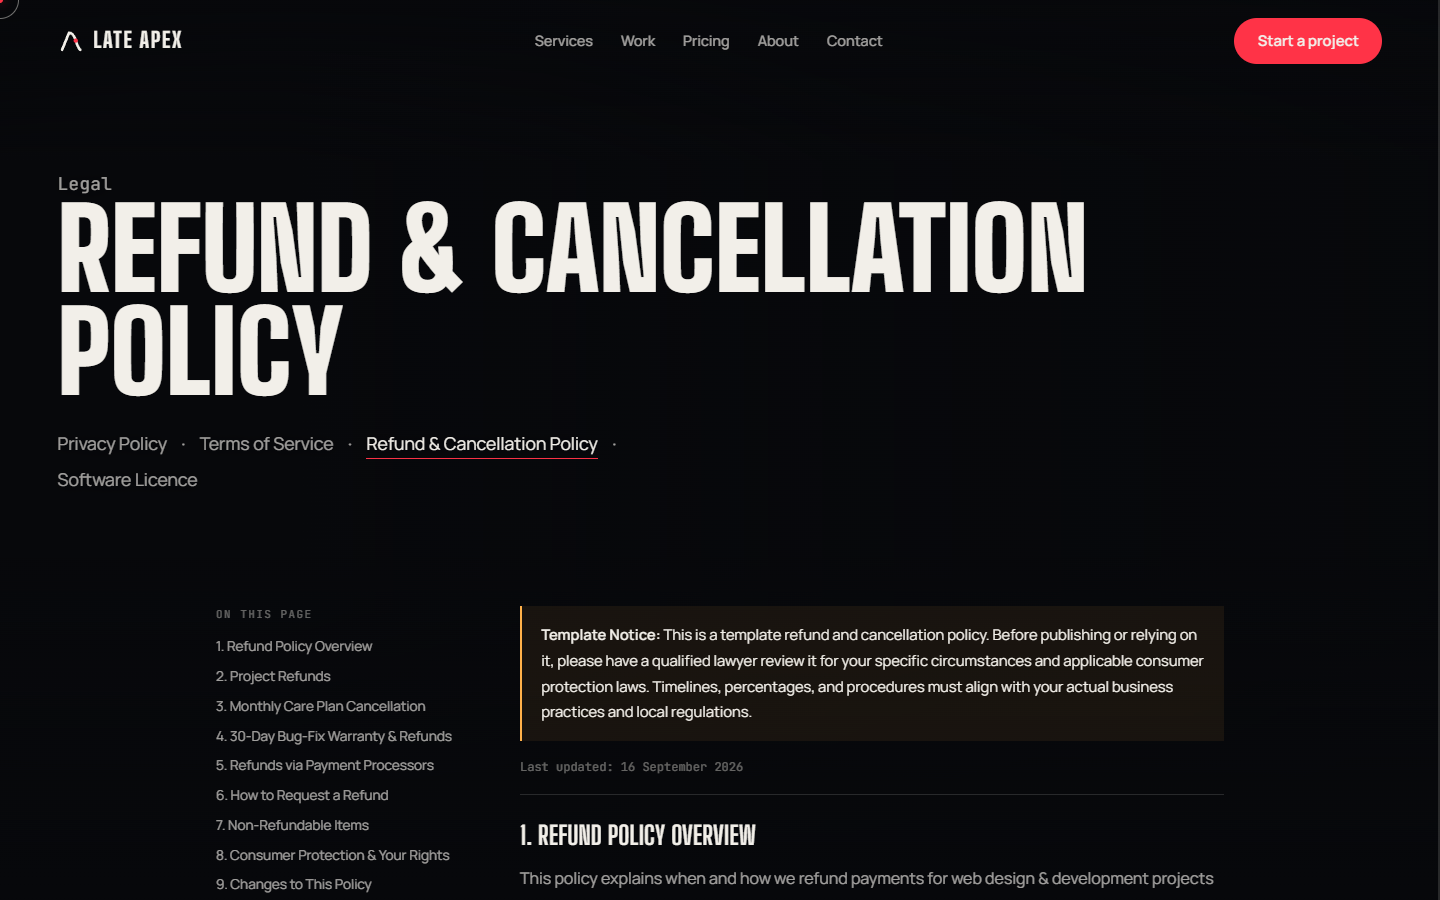 LATE APEX
Services
Work
Pricing
About
Contact
Start a project
Legal
REFUND & CANCELLATION
POLICY
Privacy Policy · Terms of Service · Refund & Cancellation Policy ·
Software Licence
ON THIS PAGE
1. Refund Policy Overview
2. Project Refunds
3. Monthly Care Plan Cancellation
4. 30-Day Bug-Fix Warranty & Refunds
5. Refunds via Payment Processors
6. How to Request a Refund
7. Non-Refundable Items
8. Consumer Protection & Your Rights
9. Changes to This Policy
Template Notice: This is a template refund and cancellation policy. Before publishing or relying on
it, please have a qualified lawyer review it for your specific circumstances and applicable consumer
protection laws. Timelines, percentages, and procedures must align with your actual business
practices and local regulations.
Last updated: 16 September 2026
1. REFUND POLICY OVERVIEW
This policy explains when and how we refund payments for web design & development projects